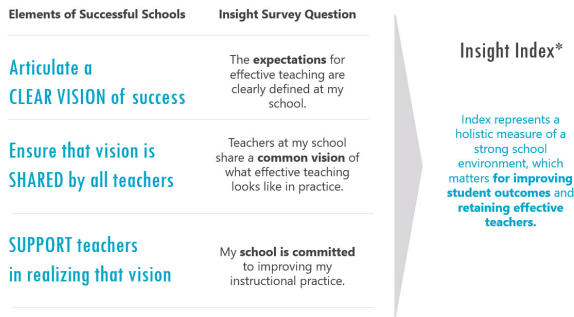 Elements of Successful Schools
Insight Survey Question
Articulate a
CLEAR VISION of success
The expectations for
effective teaching are
clearly defined at my
school.
Ensure that vision is
SHARED by all teachers
Teachers at my school
share a common vision of
what effective teaching
looks like in practice.
SUPPORT teachers
in realizing that vision
My school is committed
to improving my
instructional practice.
Insight Index*
Index represents a
holistic measure of a
strong school
environment, which
matters for improving
student outcomes and
retaining effective
teachers.